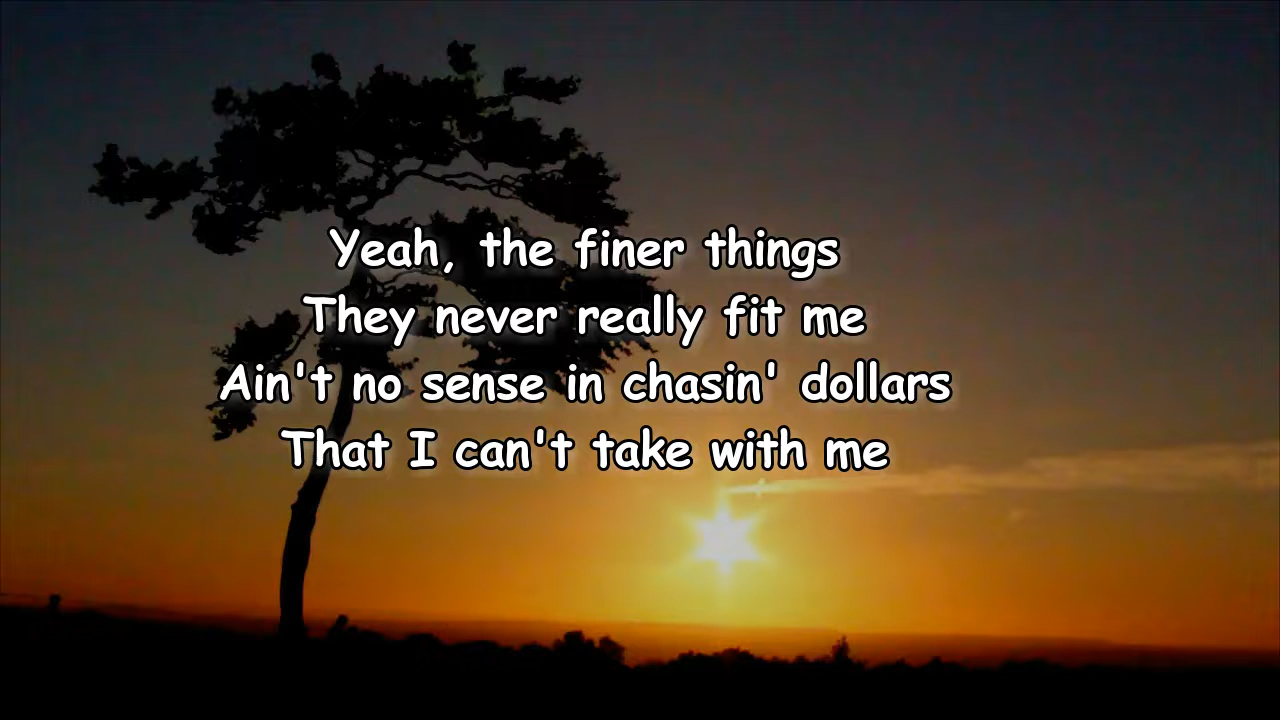 Yeah, the finer things
They never really fit me
Ain't no sense in chasin' dollars
That I can't take with me